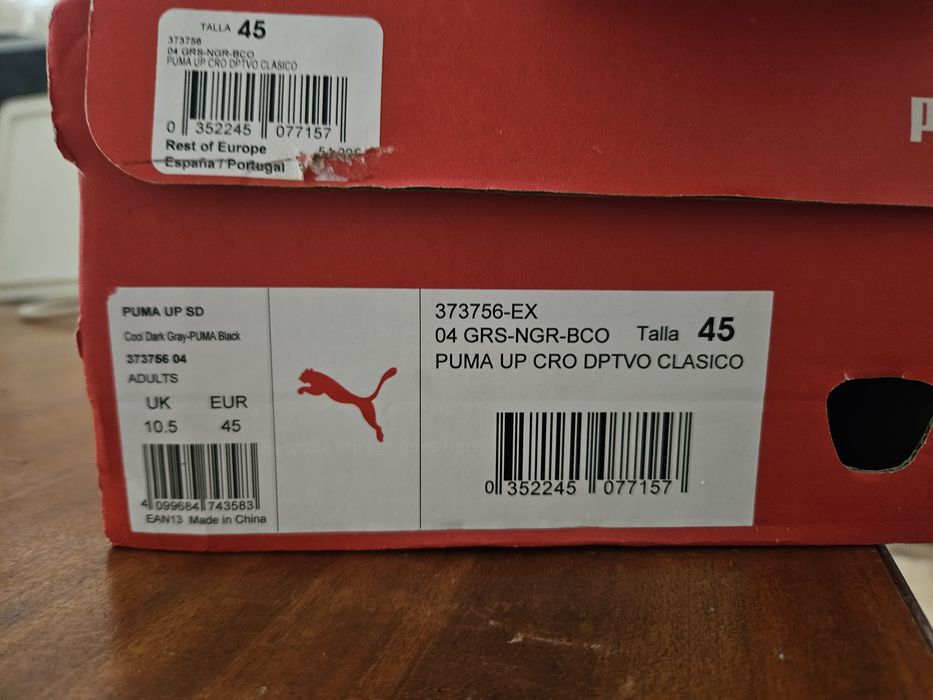 TALLA 45
373756
04 GRS-NGR-BCO
PUMA UP CRO DPTVO CLASICO
0 352245 077157
Rest of Europe
España / Portugal
PUMA UP SD
Cool Dark Gray-PUMA Black
373756 04
ADULTS
UK EUR
10.5 45
4 099684 743583
EAN13 Made in China
373756-EX
04 GRS-NGR-BCO Talla 45
PUMA UP CRO DPTVO CLASICO
sticker goes here
0 352245 077157